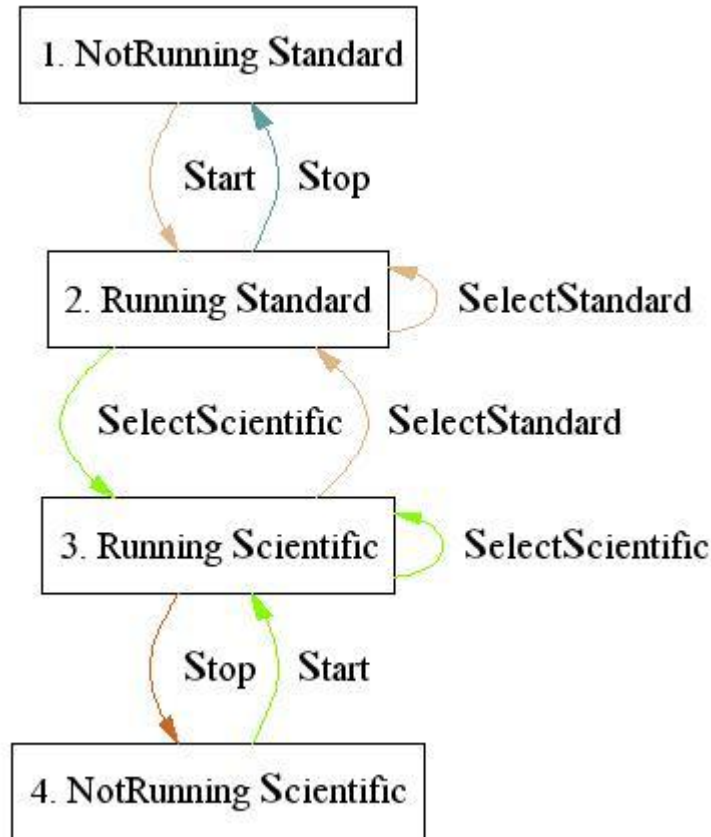 1. NotRunning Standard
Start Stop
2. Running Standard
SelectStandard
SelectScientific SelectStandard
3. Running Scientific
SelectScientific
Stop Start
4. NotRunning Scientific